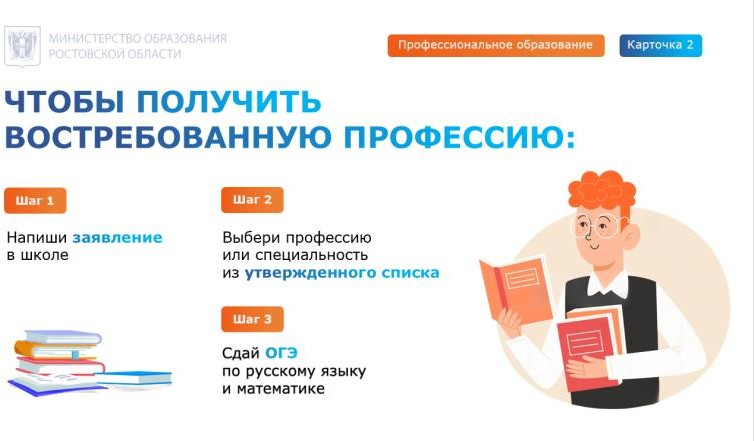 МИНИСТЕРСТВО ОБРАЗОВАНИЯ
РОСТОВСКОЙ ОБЛАСТИ
Профессиональное образование
Карточка 2
ЧТОБЫ ПОЛУЧИТЬ
ВОСТРЕБОВАННУЮ ПРОФЕССИЮ:
Шаг 1
Напиши заявление
в школе
Шаг 2
Выбери профессию
или специальность
из утвержденного списка
Шаг 3
Сдай ОГЭ
по русскому языку
и математике